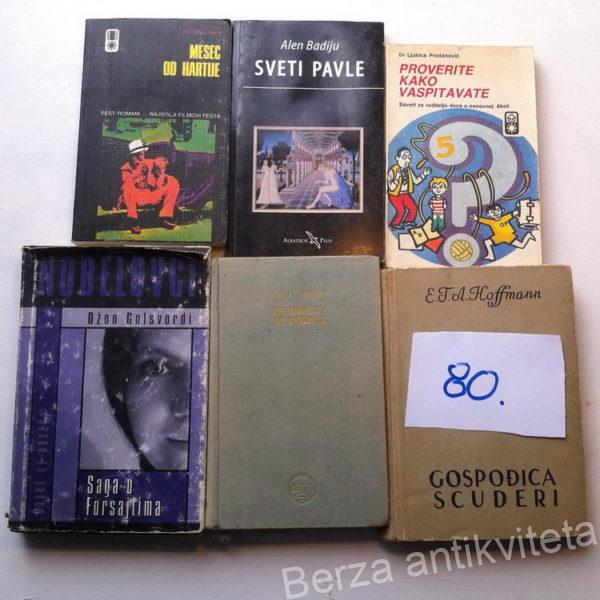 MESEC
OD HARTIJE
FEST-ROMANI
NAJBOLJI FILMOVI FESTA
Alen Badiju
SVETI PAVLE
ALBATROS PLUS
Dr Ljubica Prodanović
PROVERITE
KAKO
VASPITAVATE
Saveti za roditelje dece u osnovnoj školi
5
NOBELOVCI
Džon Golsvordi
Saga o
Forsajtima
E.T.A. Hoffmann
80.
GOSPOĐICA
SCUDERI
Berza antikviteta